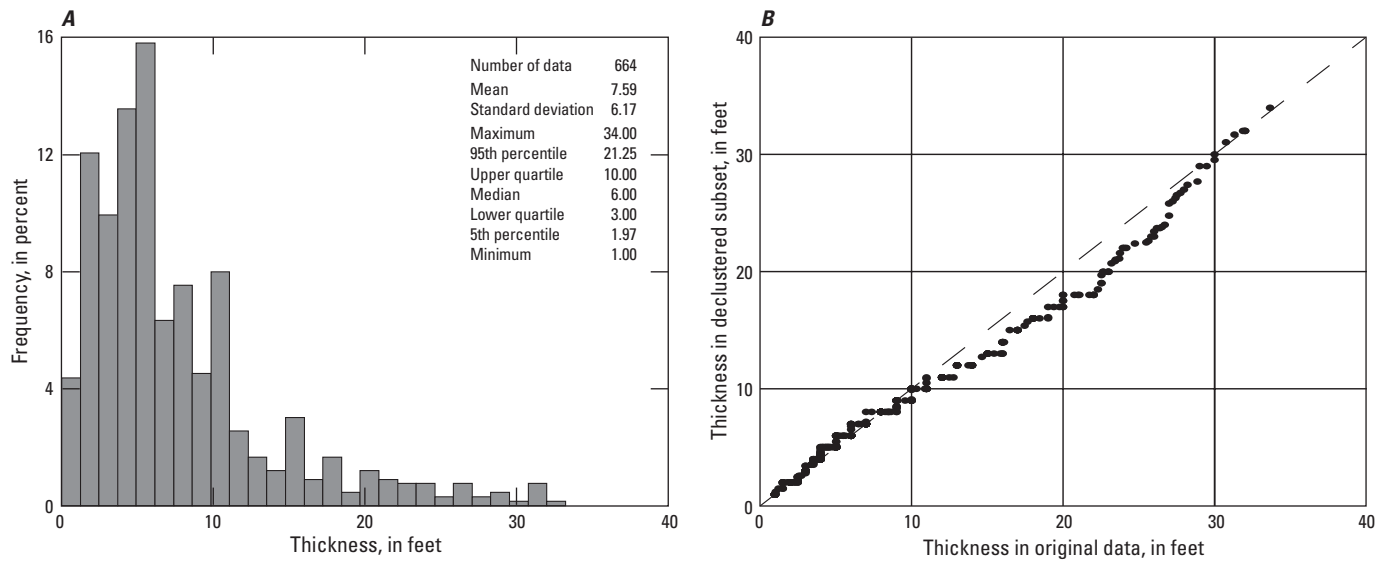 A
16
12
8
4
0
Frequency, in percent
Number of data 664
Mean 7.59
Standard deviation 6.17
Maximum 34.00
95th percentile 21.25
Upper quartile 10.00
Median 6.00
Lower quartile 3.00
5th percentile 1.97
Minimum 1.00
0 10 20 30 40
Thickness, in feet
B
40
30
20
10
0
Thickness in declustered subset, in feet
0 10 20 30 40
Thickness in original data, in feet